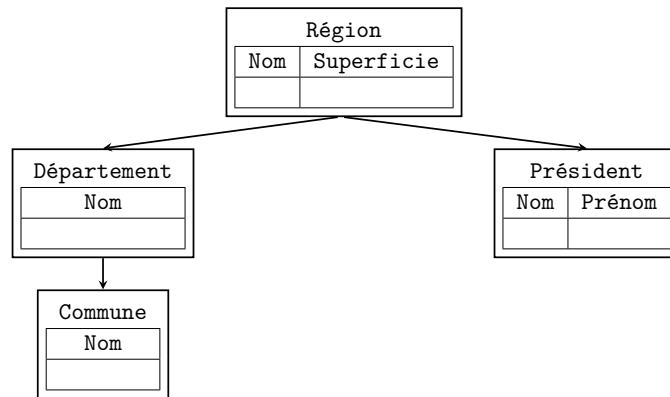 Région
Nom Superficie
Département
Nom
Président
Nom Prénom
Commune
Nom